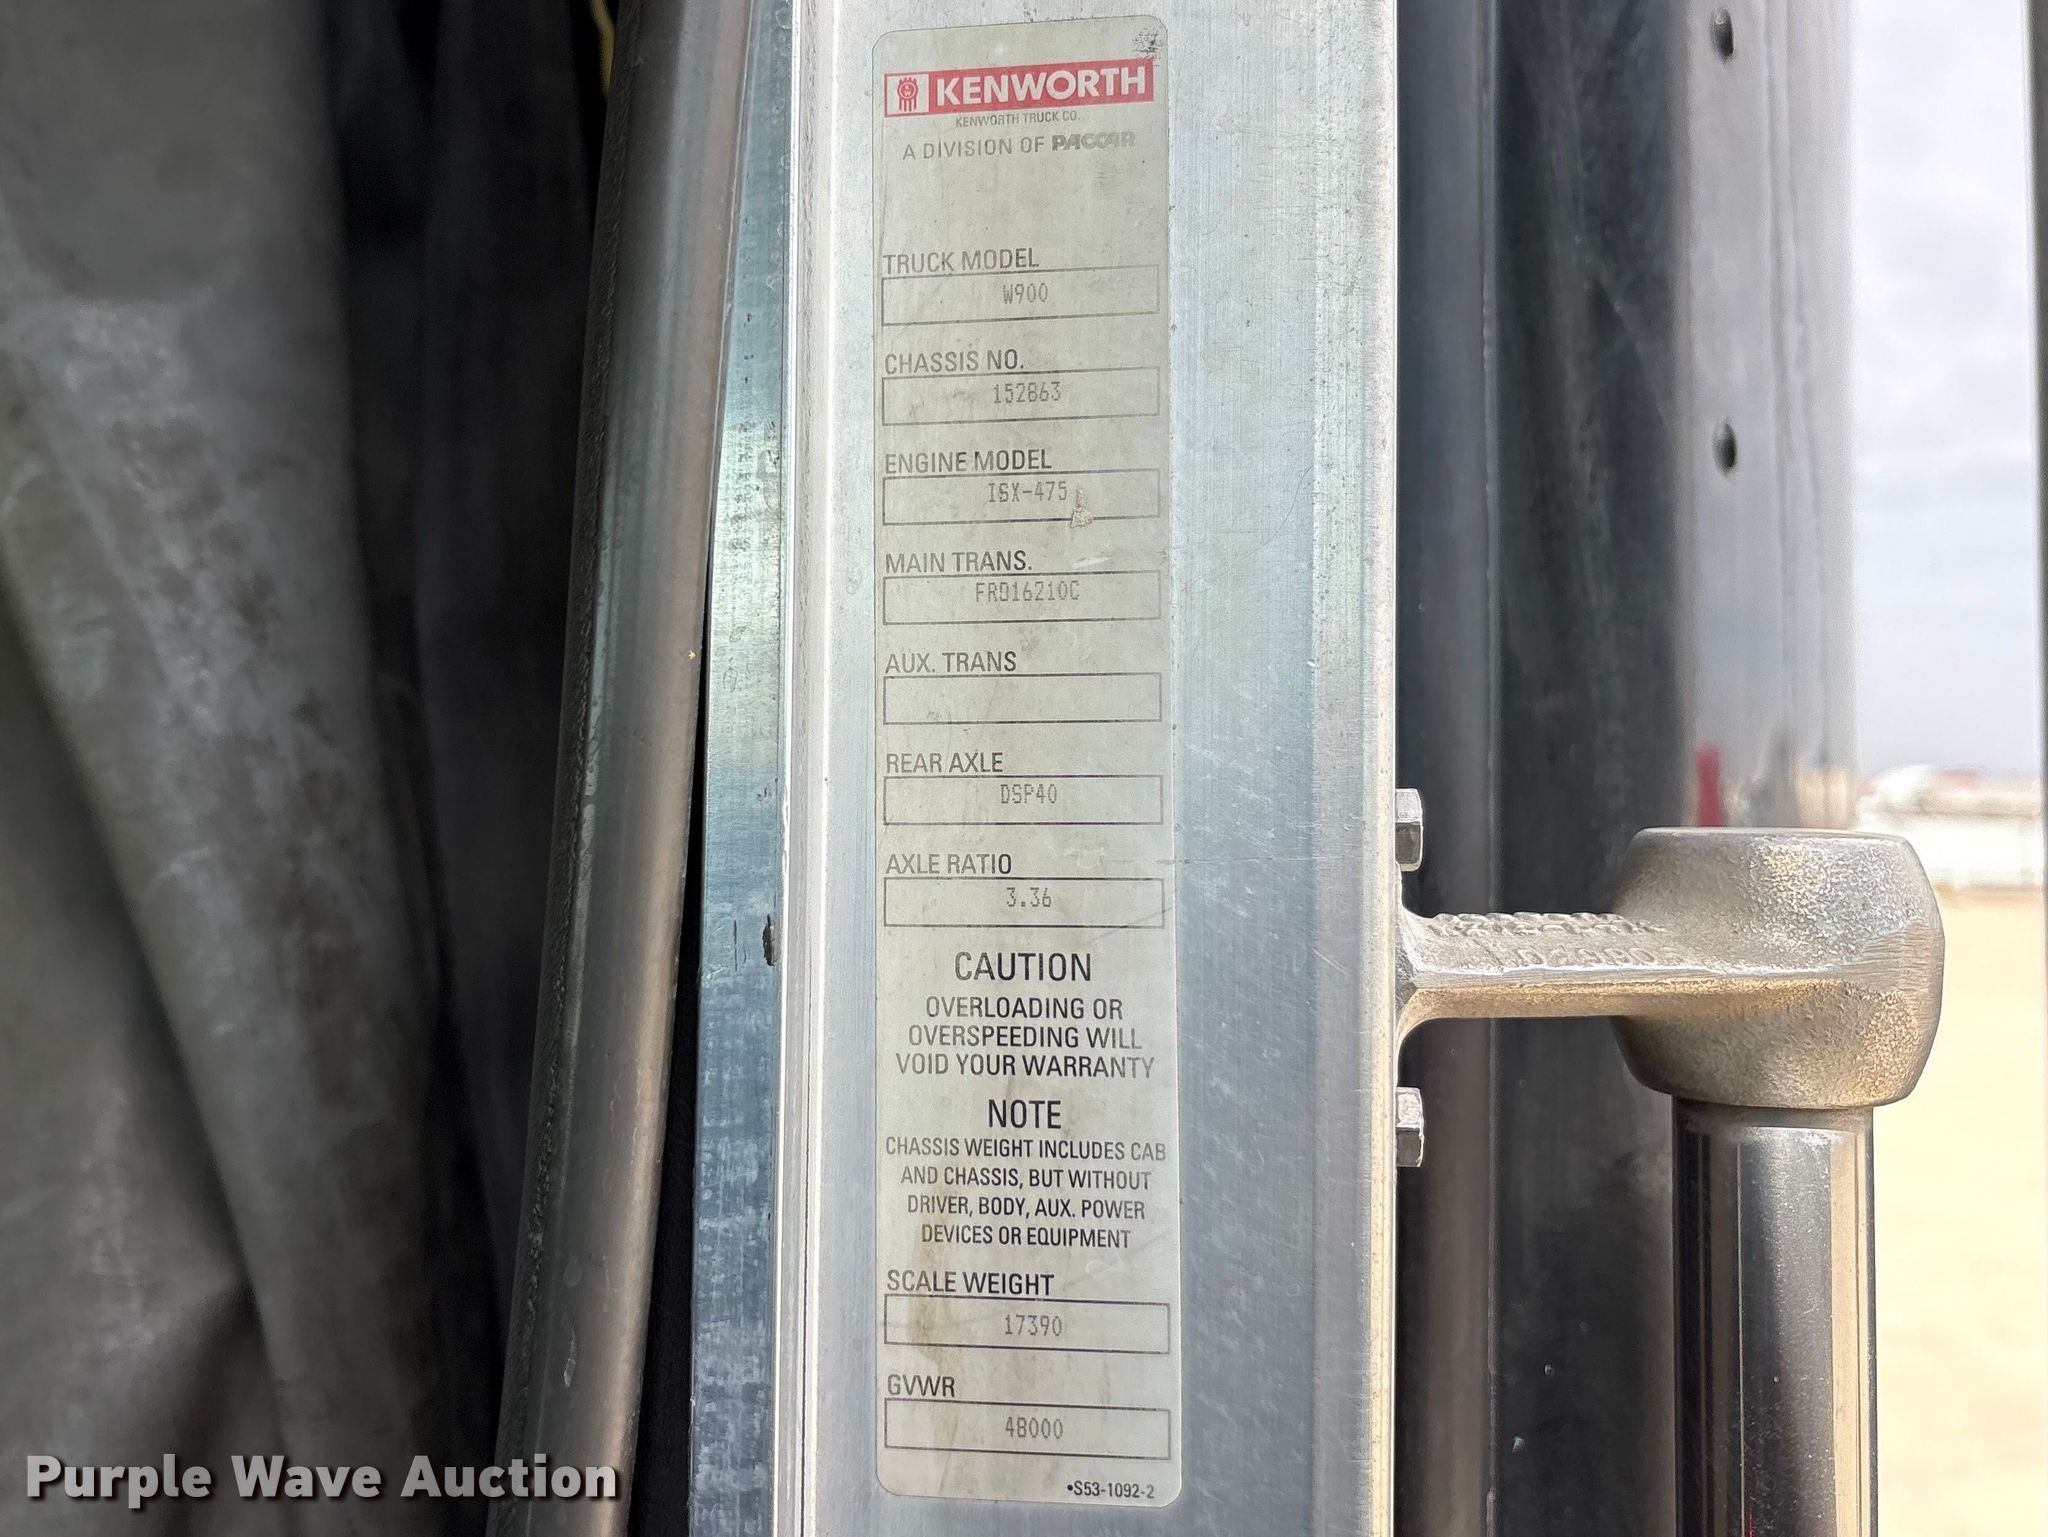 KENWORTH
KENWORTH TRUCK CO.
A DIVISION OF PACCAR
TRUCK MODEL
W900
CHASSIS NO.
152863
ENGINE MODEL
ISX-475
MAIN TRANS.
FRD16210C
AUX. TRANS
REAR AXLE
DSP40
AXLE RATIO
3.36
CAUTION
OVERLOADING OR
OVERSPEEDING WILL
VOID YOUR WARRANTY
NOTE
CHASSIS WEIGHT INCLUDES CAB
AND CHASSIS, BUT WITHOUT
DRIVER, BODY, AUX. POWER
DEVICES OR EQUIPMENT
SCALE WEIGHT
17390
GVWR
48000
•S53-1092-2
Purple Wave Auction